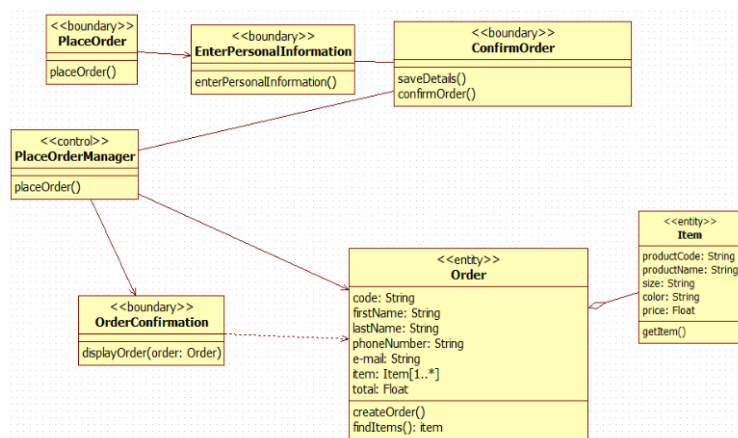 <<boundary>>
PlaceOrder
placeOrder()
<<boundary>>
EnterPersonalInformation
enterPersonalInformation()
<<boundary>>
ConfirmOrder
saveDetails()
confirmOrder()
<<control>>
PlaceOrderManager
placeOrder()
<<boundary>>
OrderConfirmation
displayOrder(order: Order)
<<entity>>
Order
code: String
firstName: String
lastName: String
phoneNumber: String
e-mail: String
item: Item[1..*]
total: Float
createOrder()
findItems(): item
<<entity>>
Item
productCode: String
productName: String
size: String
color: String
price: Float
getItem()